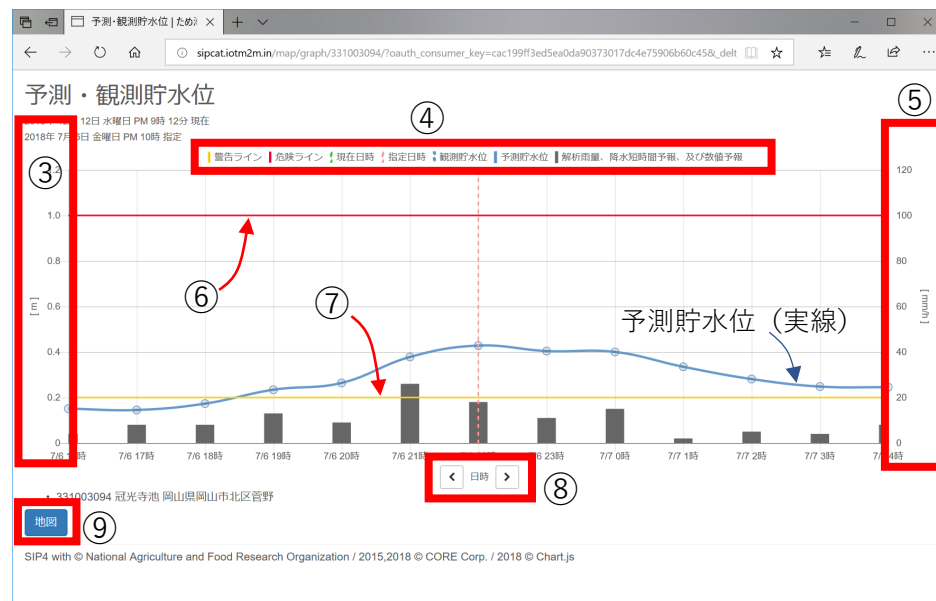 予測・観測貯水位 | ため
sipcat.iotm2m.in/map/graph/331003094/?oauth_consumer_key=cac199ff3ed5ea0da90373017dc4e75906b60c45&_delt
予測・観測貯水位
⑤
④
12日 水曜日 PM 9時 12分 現在
2018年 7月6日 金曜日 PM 10時 指定
警告ライン 危険ライン 現在日時 指定日時 観測貯水位 予測貯水位 解析雨量、降水短時間予報、及び数値予報
③
1.2 120
1.0 100
0.8 80
⑥
⑦
[ m ] 0.6 60 [ mm/h ]
予測貯水位（実線）
0.4 40
0.2 20
0 0
7/6 7/6 17時 7/6 18時 7/6 19時 7/6 20時 7/6 21時 7/6 23時 7/7 0時 7/7 1時 7/7 2時 7/7 3時 4時
日時
⑧
• 331003094 冠光寺池 岡山県岡山市北区菅野
地図
⑨
SIP4 with © National Agriculture and Food Research Organization / 2015,2018 © CORE Corp. / 2018 © Chart.js